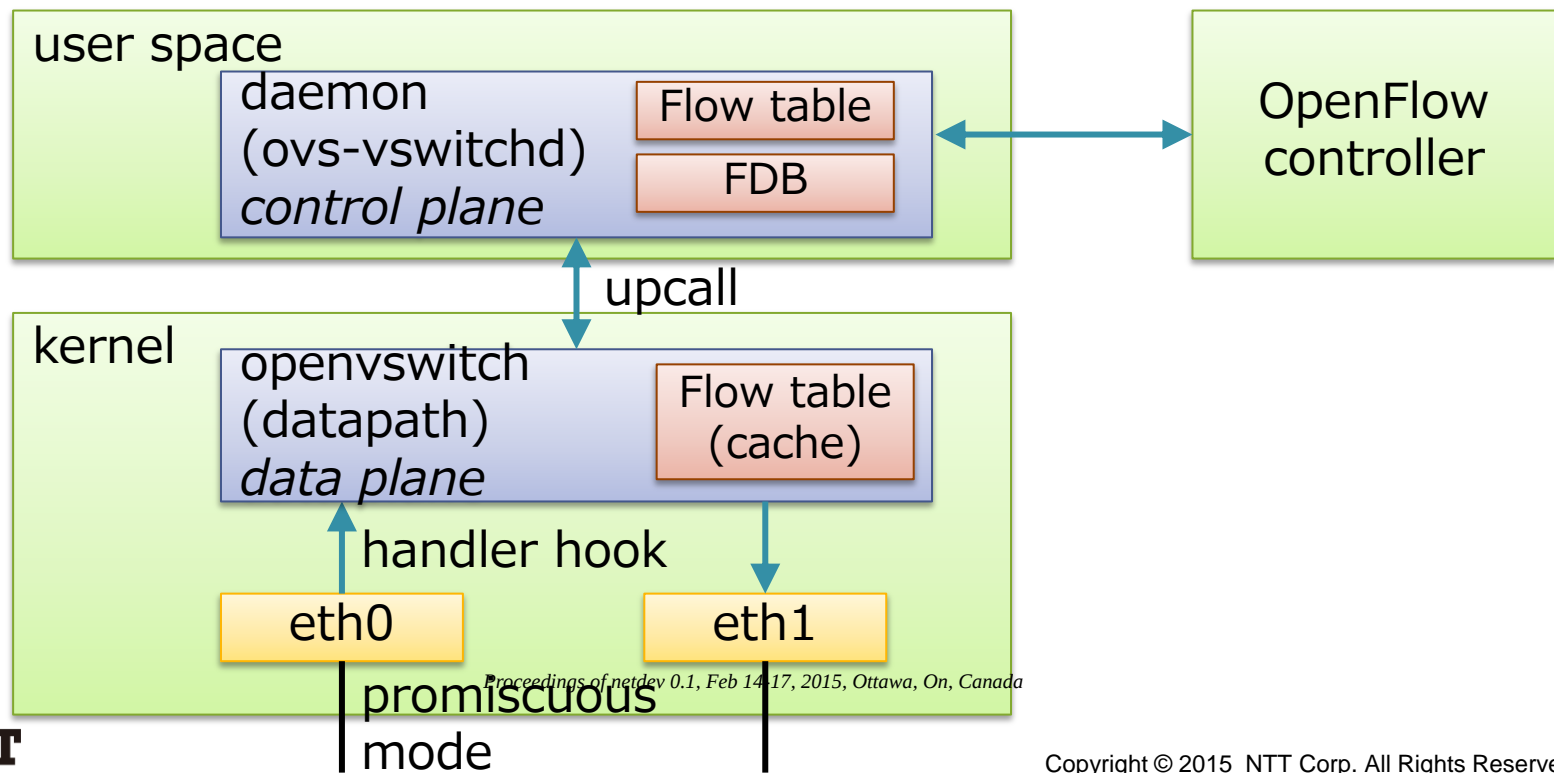 user space
daemon
(ovs-vswitchd)
control plane
Flow table
FDB
OpenFlow
controller
upcall
kernel
openvswitch
(datapath)
data plane
Flow table
(cache)
handler hook
eth0
eth1
Proceedings of netdev 0.1, Feb 14-17, 2015, Ottawa, On, Canada
promiscuous
mode
T
Copyright © 2015 NTT Corp. All Rights Reserve